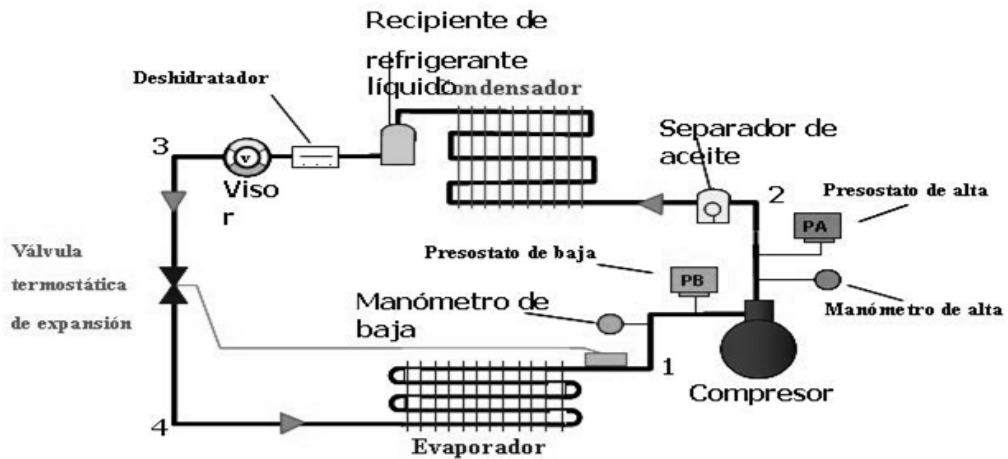 Recipiente de
refrigerante
líquido
Condensador
Deshidratador
Separador de
aceite
3
V
Viso
r
2
Presostato de alta
PA
Válvula
termostática
de expansión
Presostato de baja
PB
Manómetro de
baja
Manómetro de alta
1
Compresor
4
Evaporador